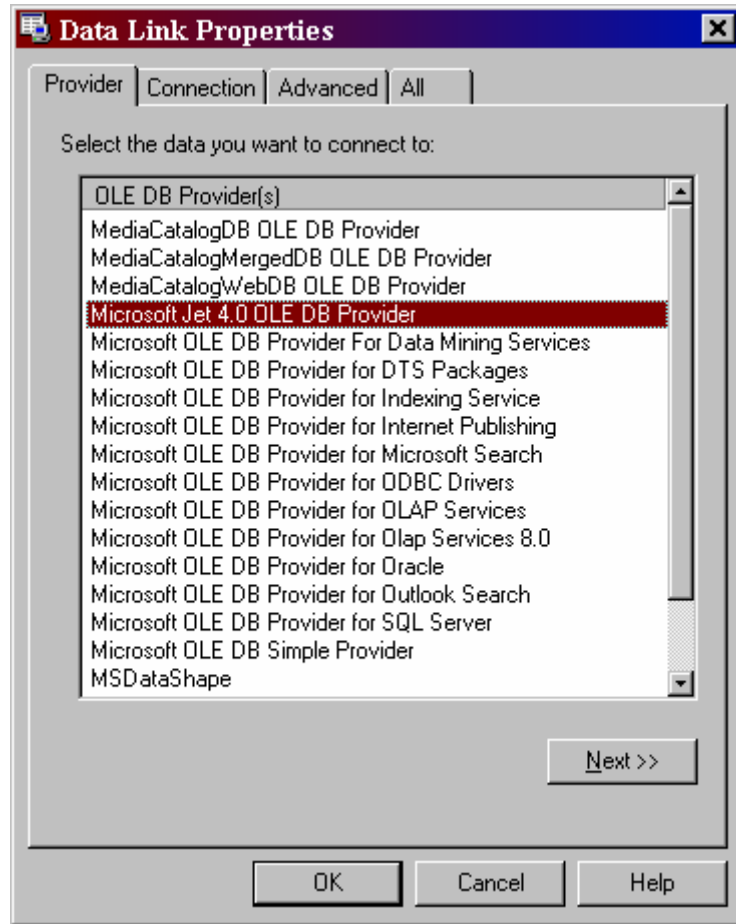 Data Link Properties
Provider Connection Advanced All
Select the data you want to connect to:
OLE DB Provider(s)
MediaCatalogDB OLE DB Provider
MediaCatalogMergedDB OLE DB Provider
MediaCatalogWebDB OLE DB Provider
Microsoft Jet 4.0 OLE DB Provider
Microsoft OLE DB Provider For Data Mining Services
Microsoft OLE DB Provider for DTS Packages
Microsoft OLE DB Provider for Indexing Service
Microsoft OLE DB Provider for Internet Publishing
Microsoft OLE DB Provider for Microsoft Search
Microsoft OLE DB Provider for ODBC Drivers
Microsoft OLE DB Provider for OLAP Services
Microsoft OLE DB Provider for Olap Services 8.0
Microsoft OLE DB Provider for Oracle
Microsoft OLE DB Provider for Outlook Search
Microsoft OLE DB Provider for SQL Server
Microsoft OLE DB Simple Provider
MSDataShape
Next >>
OK Cancel Help